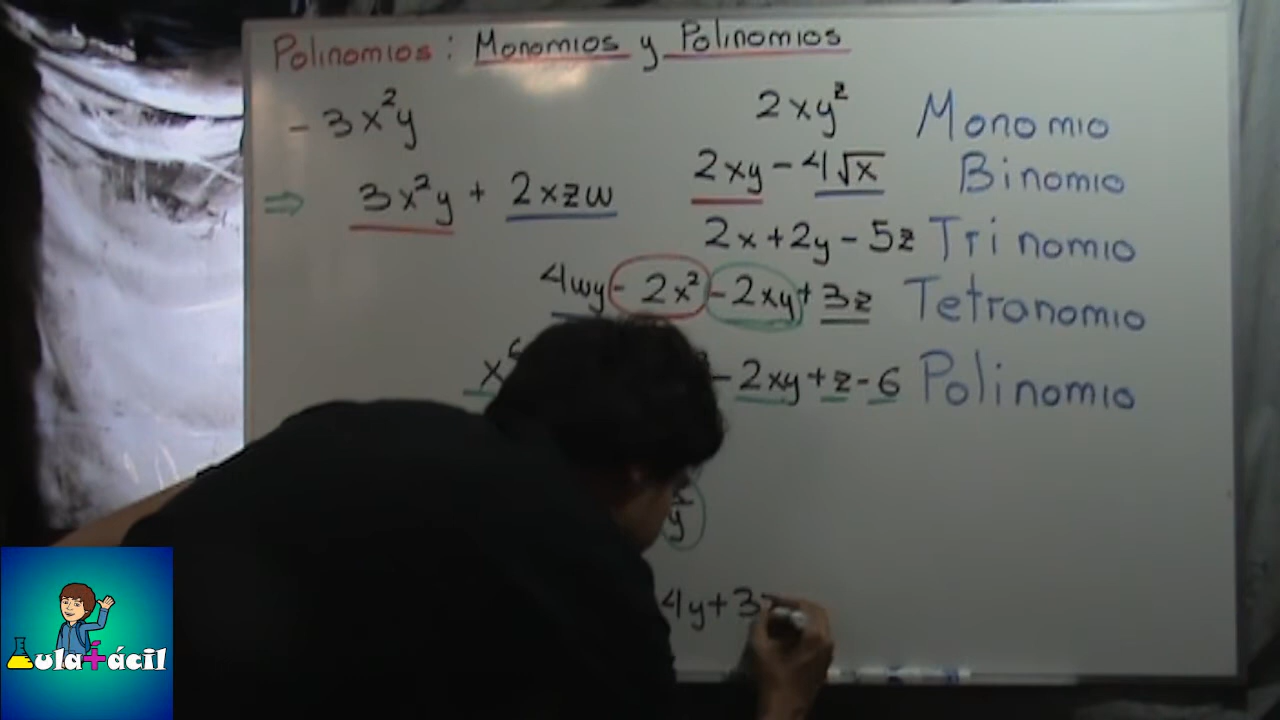 Polinomios: Monomios y Polinomios
- 3x²y
2xy² Monomio
2xy - 4√x Binomio
⇒ 3x²y + 2xzw
2x + 2y - 5z Trinomio
4wy - 2x² - 2xy + 3z Tetranomio
- 2xy + z - 6 Polinomio
y
4y + 3
Aula+ácil